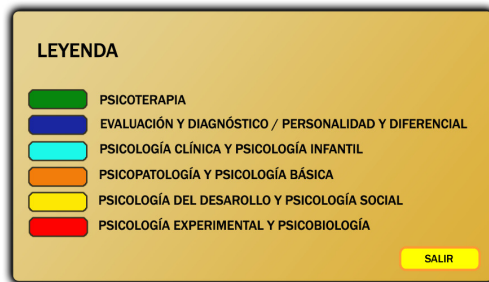 LEYENDA
PSICOTERAPIA
EVALUACIÓN Y DIAGNÓSTICO / PERSONALIDAD Y DIFERENCIAL
PSICOLOGÍA CLÍNICA Y PSICOLOGÍA INFANTIL
PSICOPATOLOGÍA Y PSICOLOGÍA BÁSICA
PSICOLOGÍA DEL DESAROLLO Y PSICOLOGÍA SOCIAL
PSICOLOGÍA EXPERIMENTAL Y PSICOBIOLOGÍA
SALIR